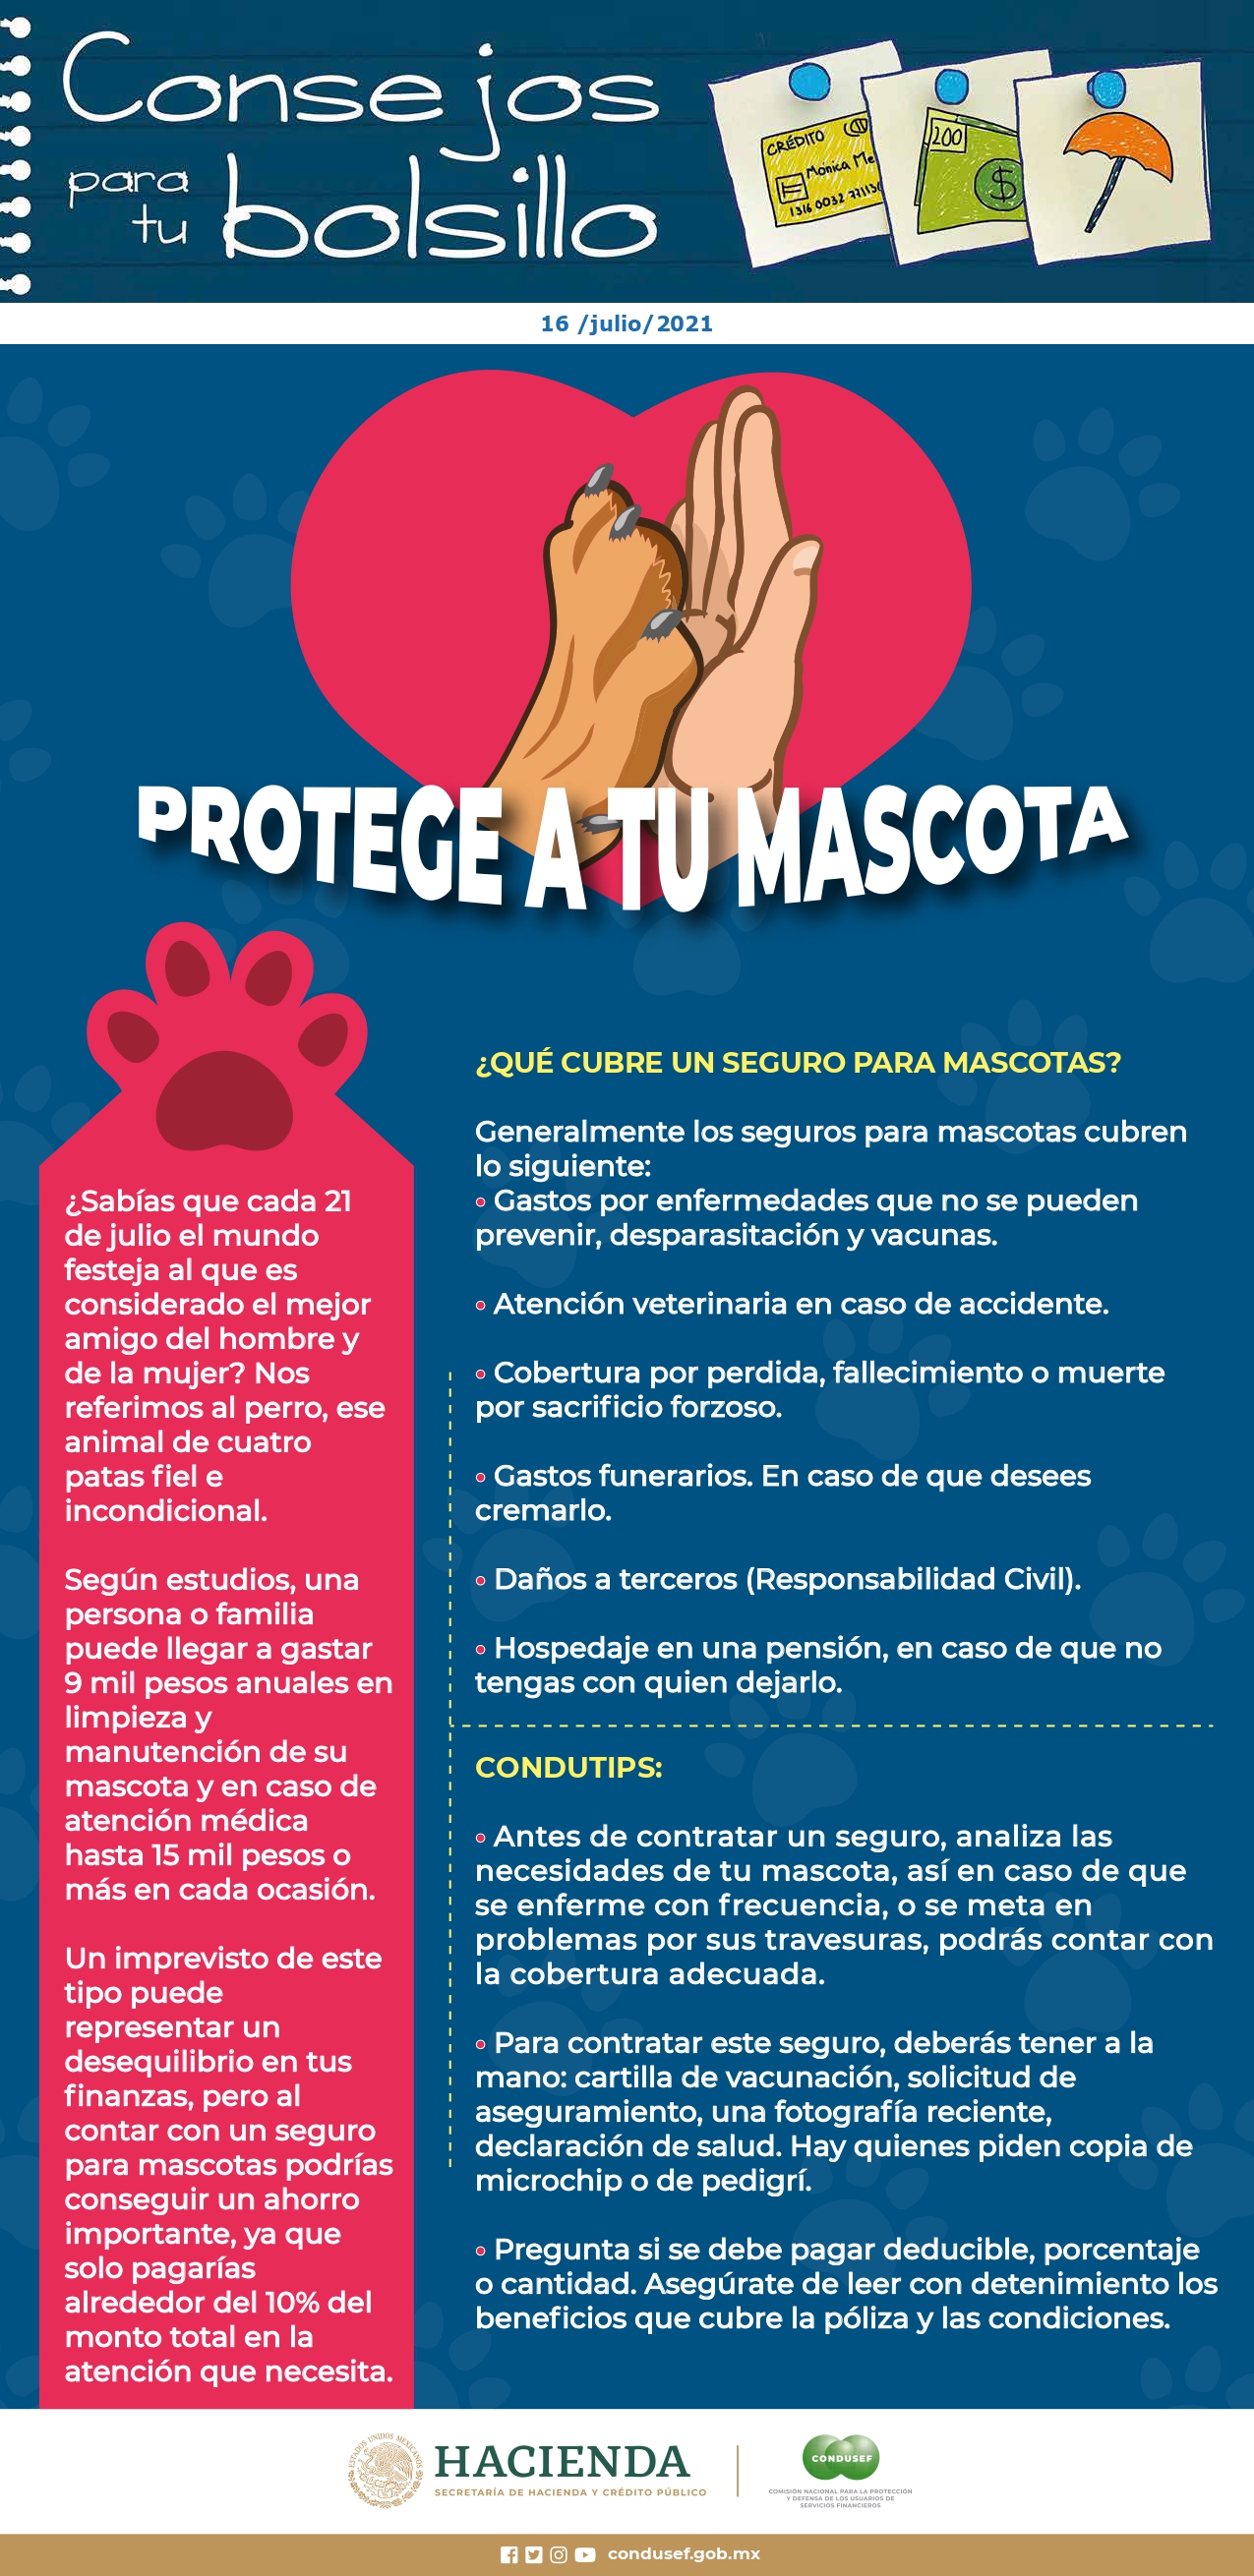 Consejos
para
tu
bolsillo
CRÉDITO
Mónica Me
1316 0032 77113
200
$
16 /julio/2021
PROTEGE A TU MASCOTA
¿Sabías que cada 21
de julio el mundo
festeja al que es
considerado el mejor
amigo del hombre y
de la mujer? Nos
referimos al perro, ese
animal de cuatro
patas fiel e
incondicional.
Según estudios, una
persona o familia
puede llegar a gastar
9 mil pesos anuales en
limpieza y
manutención de su
mascota y en caso de
atención médica
hasta 15 mil pesos o
más en cada ocasión.
Un imprevisto de este
tipo puede
representar un
desequilibrio en tus
finanzas, pero al
contar con un seguro
para mascotas podrías
conseguir un ahorro
importante, ya que
solo pagarías
alrededor del 10% del
monto total en la
atención que necesita.
¿QUÉ CUBRE UN SEGURO PARA MASCOTAS?
Generalmente los seguros para mascotas cubren
lo siguiente:
• Gastos por enfermedades que no se pueden
prevenir, desparasitación y vacunas.
• Atención veterinaria en caso de accidente.
• Cobertura por perdida, fallecimiento o muerte
por sacrificio forzoso.
• Gastos funerarios. En caso de que desees
cremarlo.
• Daños a terceros (Responsabilidad Civil).
• Hospedaje en una pensión, en caso de que no
tengas con quien dejarlo.
CONDUTIPS:
• Antes de contratar un seguro, analiza las
necesidades de tu mascota, así en caso de que
se enferme con frecuencia, o se meta en
problemas por sus travesuras, podrás contar con
la cobertura adecuada.
• Para contratar este seguro, deberás tener a la
mano: cartilla de vacunación, solicitud de
aseguramiento, una fotografía reciente,
declaración de salud. Hay quienes piden copia de
microchip o de pedigrí.
• Pregunta si se debe pagar deducible, porcentaje
o cantidad. Asegúrate de leer con detenimiento los
beneficios que cubre la póliza y las condiciones.
ESTADOS UNIDOS MEXICANOS
HACIENDA
SECRETARÍA DE HACIENDA Y CRÉDITO PÚBLICO
CONDUSEF
COMISIÓN NACIONAL PARA LA PROTECCIÓN
Y DEFENSA DE LOS USUARIOS DE
SERVICIOS FINANCIEROS
condusef.gob.mx